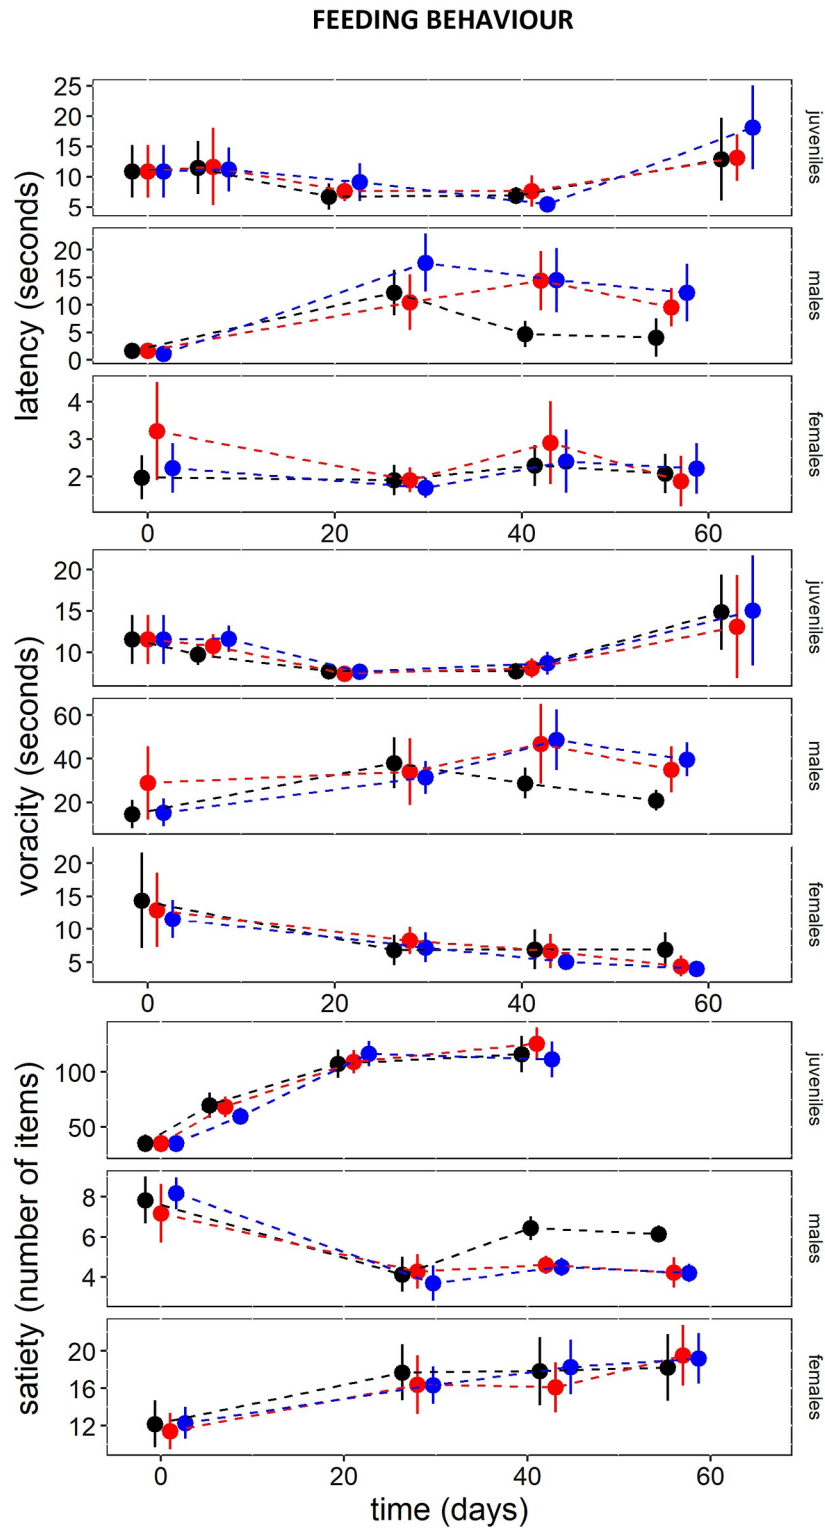 FEEDING BEHAVIOUR
latency (seconds)
25
20
15
10
5
juveniles
20
15
10
5
0
males
4
3
2
females
0 20 40 60
voracity (seconds)
20
15
10
juveniles
60
40
20
males
20
15
10
5
females
0 20 40 60
satiety (number of items)
100
50
juveniles
8
6
4
males
20
16
12
females
0 20 40 60
time (days)